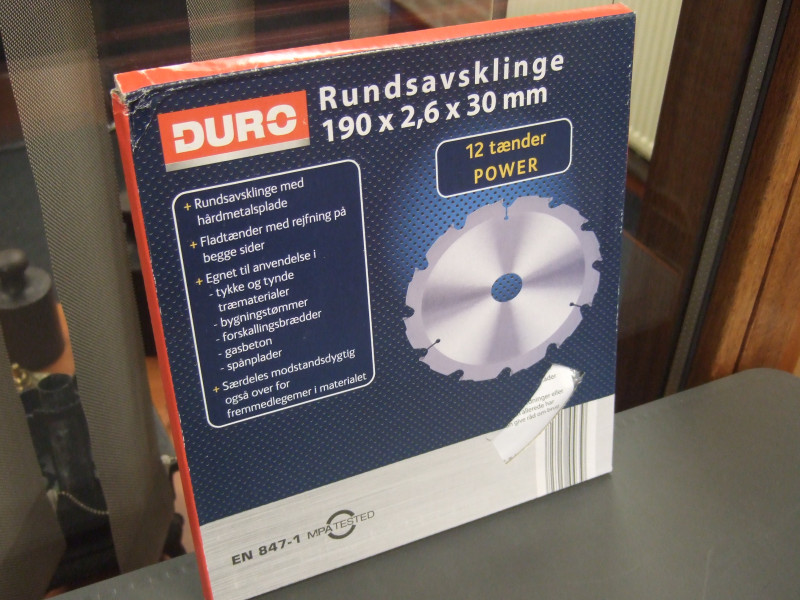 DURO
Rundsavsklinge
190 x 2,6 x 30 mm
12 tænder
POWER
+ Rundsavsklinge med
hårdmetalsplade
+ Fladtænder med rejfning på
begge sider
+ Egnet til anvendelse i
- tykke og tynde
træmaterialer
- bygningstømmer
- forskallingsbrædder
- gasbeton
- spånplader
+ Særdeles modstandsdygtig
også over for
fremmedlegemer i materialet
EN 847-1 MPA TESTED